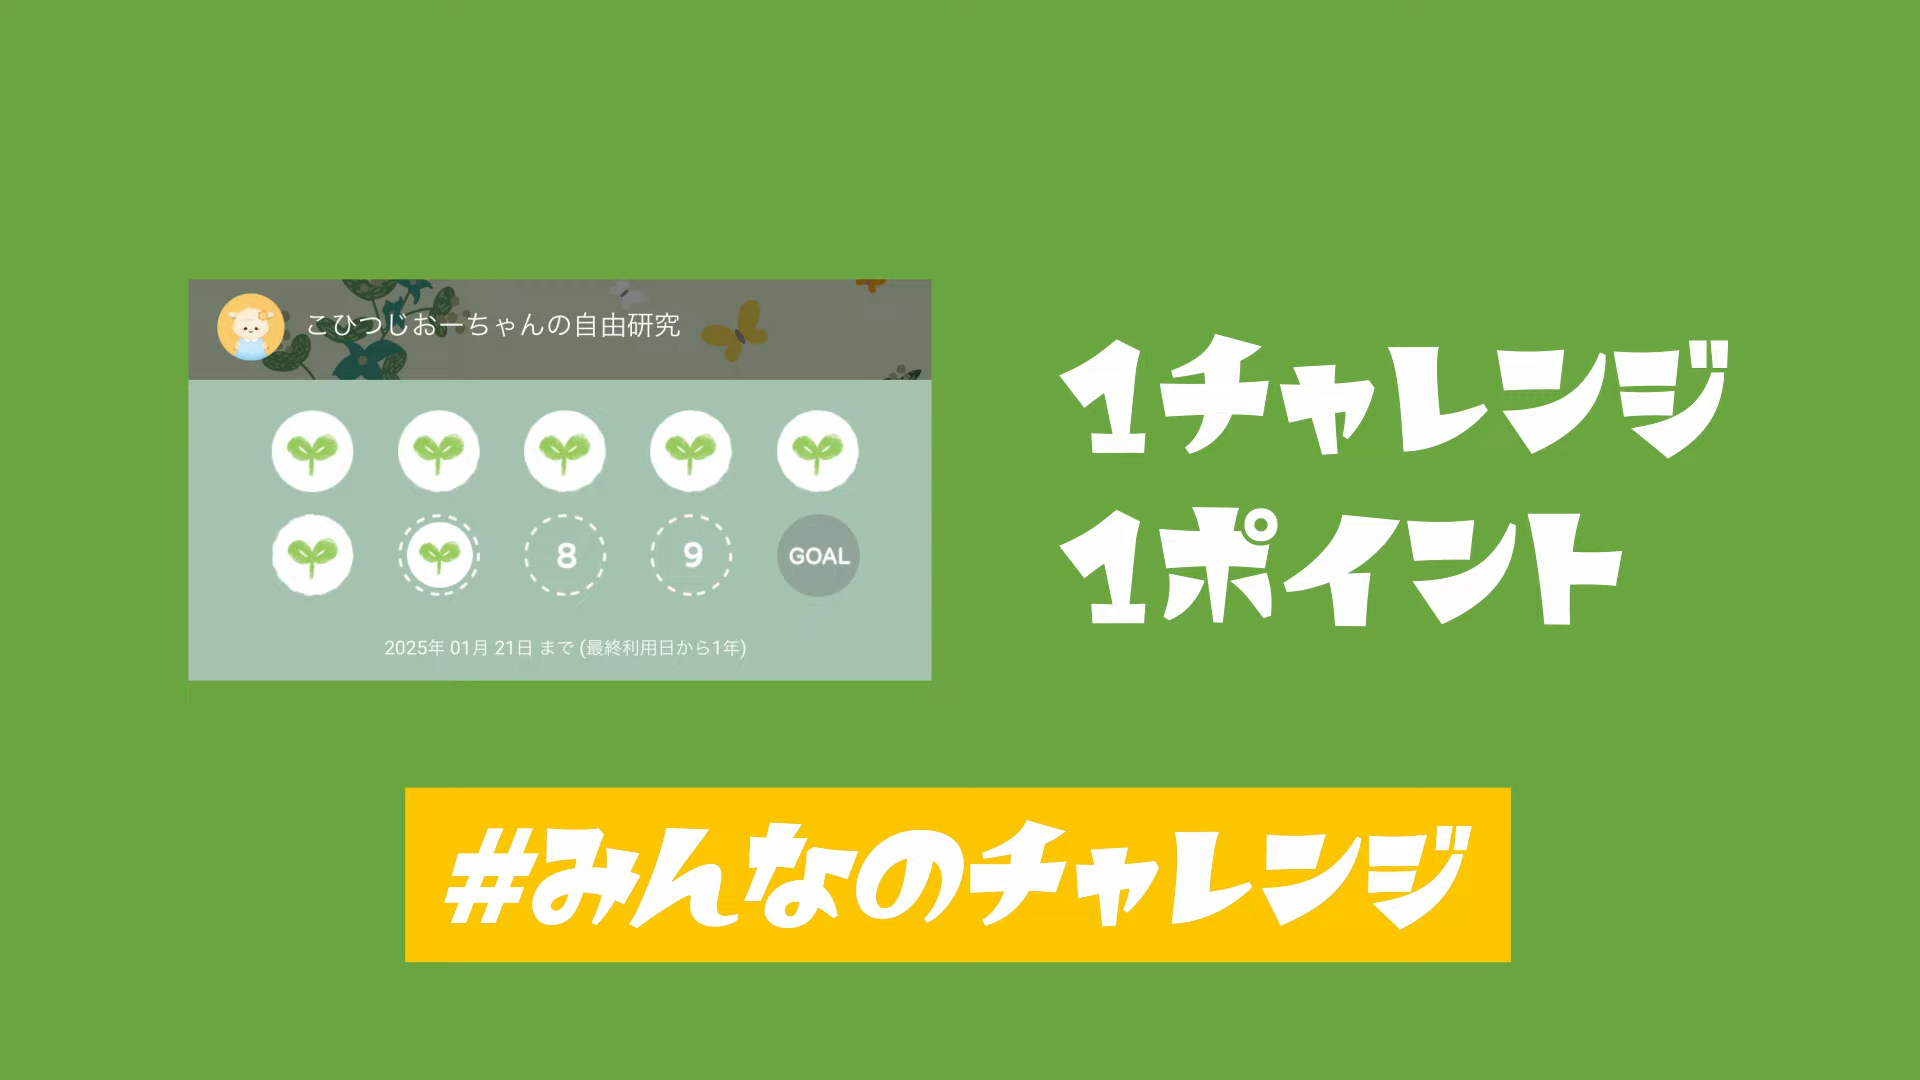 こひつじおーちゃんの自由研究
8
9
GOAL
2025年 01月 21日 まで (最終利用日から1年)
1チャレンジ
1ポイント
#みんなのチャレンジ